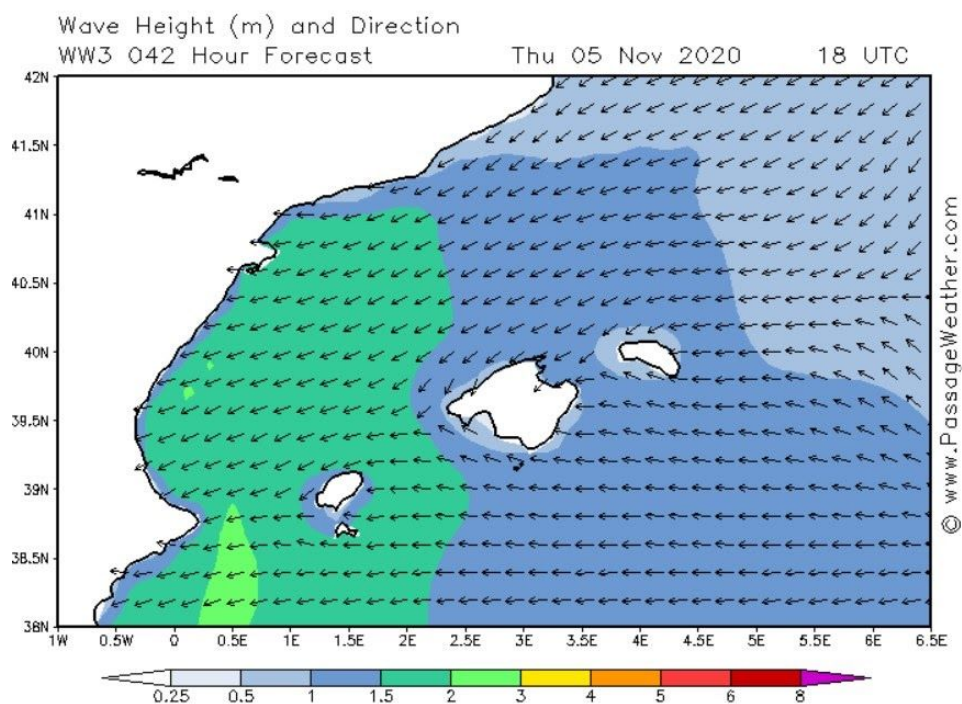 Wave Height (m) and Direction
WW3 042 Hour Forecast Thu 05 Nov 2020 18 UTC
42N
41.5N
41N
40.5N
40N
39.5N
39N
38.5N
38N
1W 0.5W 0 0.5E 1E 1.5E 2E 2.5E 3E 3.5E 4E 4.5E 5E 5.5E 6E 6.5E
0.25 0.5 1 1.5 2 3 4 5 6 8
© www.PassageWeather.com